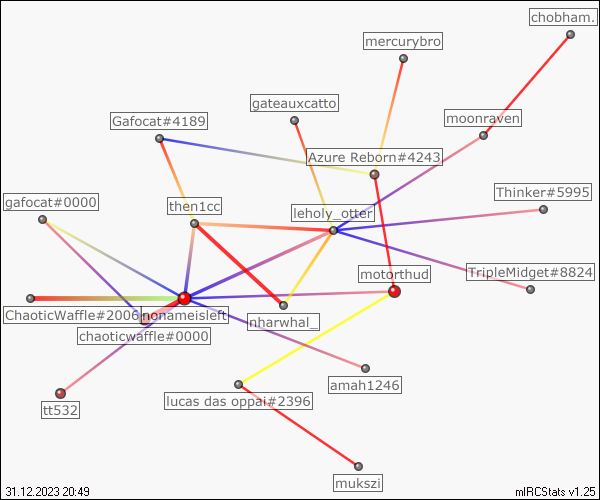 chobham.
mercurybro
gateauxcatto
Gafocat#4189
moonraven
Azure Reborn#4243
Thinker#5995
gafocat#0000
then1cc
leholy_otter
motorthud
TripleMidget#8824
ChaoticWaffle#2006
nonameisleft
nharwhal_
chaoticwaffle#0000
amah1246
lucas das oppai#2396
tt532
mukszi
31.12.2023 20:49
mIRCStats v1.25